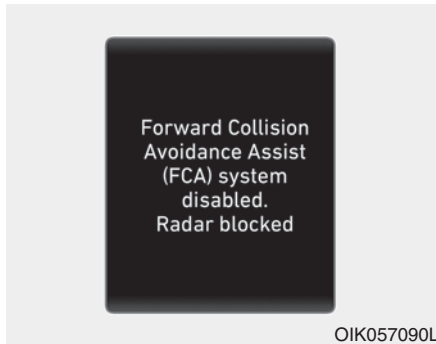 Forward Collision
Avoidance Assist
(FCA) system
disabled.
Radar blocked
OIK057090L